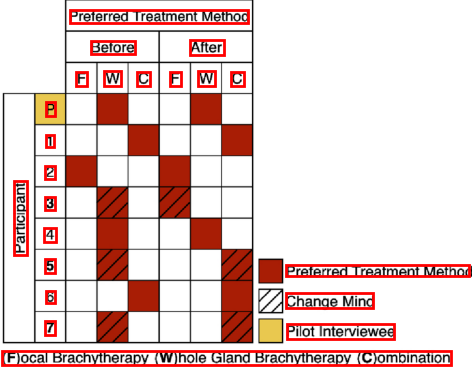 Preferred Treatment Method
Before After
F W C F W C
Participant
P
1
2
3
4
5
6
7
Preferred Treatment Method
Change Mind
Pilot Interviewee
(F)ocal Brachytherapy (W)hole Gland Brachytherapy (C)ombination